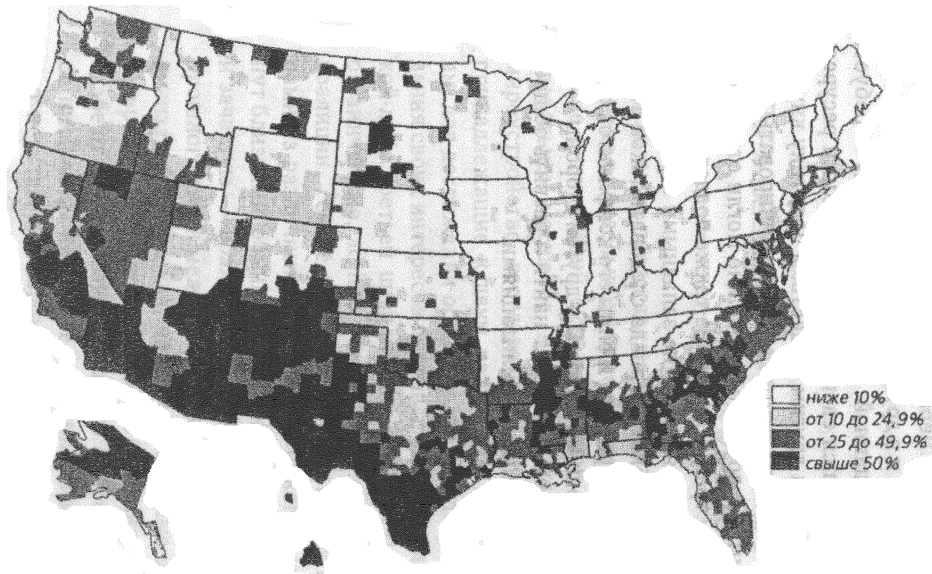 ниже 10%
от 10 до 24,9%
от 25 до 49,9%
свыше 50%